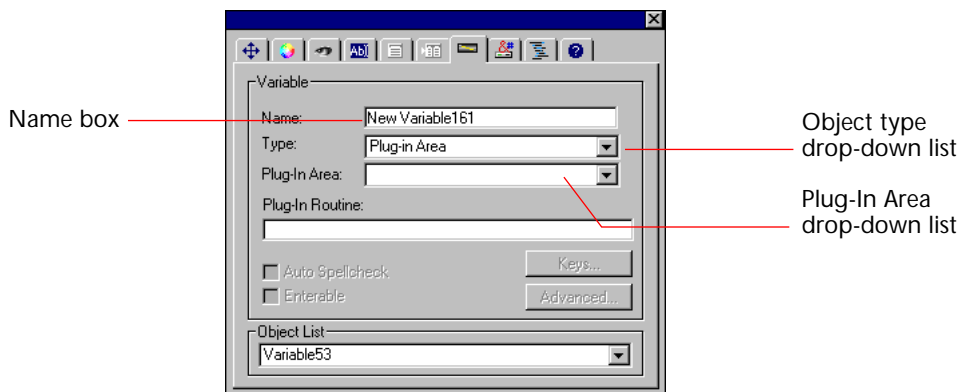 Abi
Variable
Name box
Name:
New Variable161
Type:
Plug-in Area
Object type
drop-down list
Plug-In Area:
Plug-In Area
drop-down list
Plug-In Routine:
Auto Spellcheck
Keys...
Enterable
Advanced...
Object List
Variable53